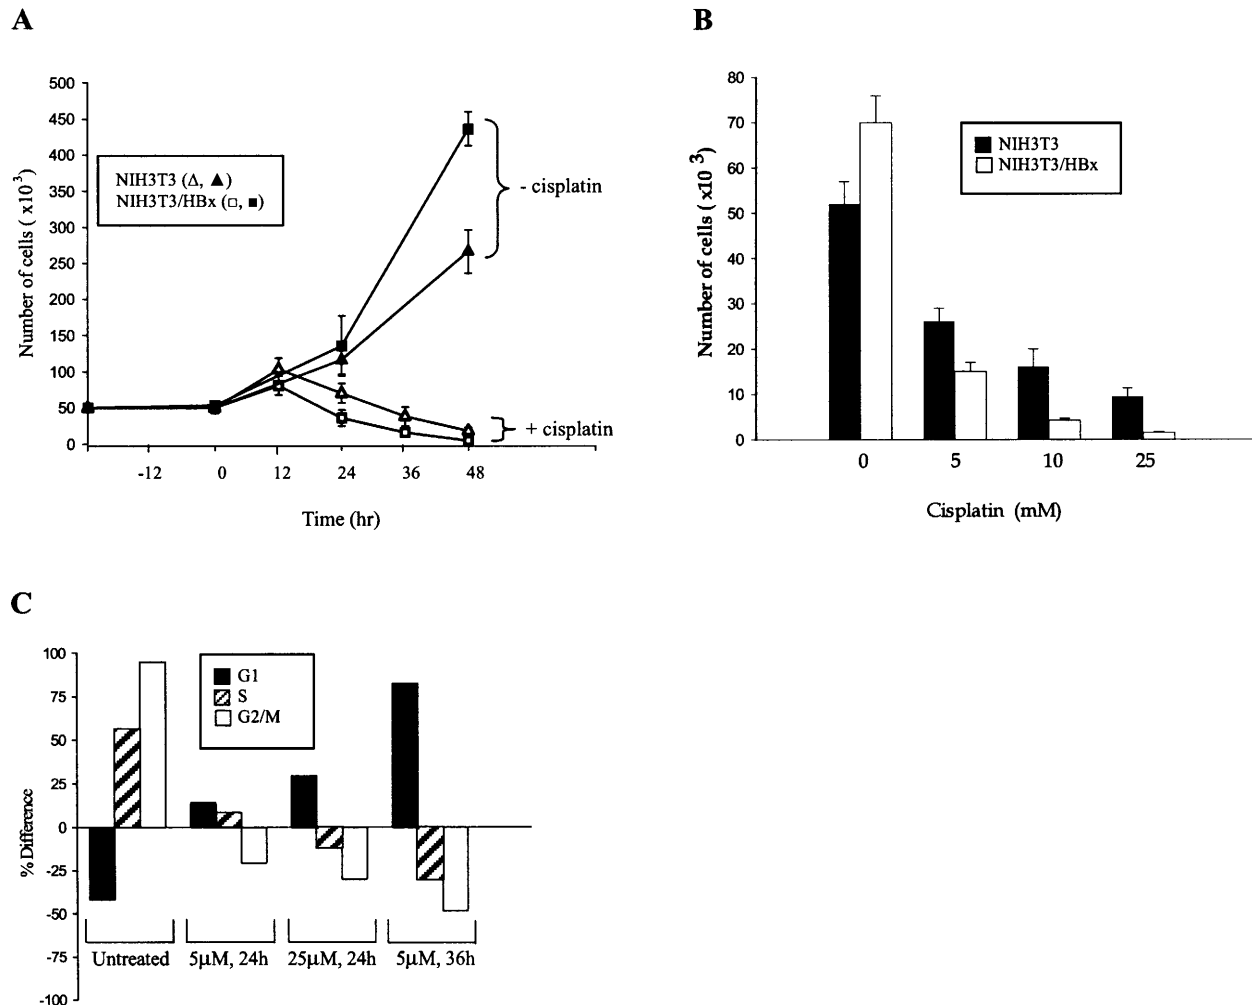 A
500
450
400
350
300
250
200
150
100
50
0
Number of cells ( x10³)
NIH3T3 (Δ, ▲)
NIH3T3/HBx (□, ■)
- cisplatin
+ cisplatin
-12 0 12 24 36 48
Time (hr)
B
80
70
60
50
40
30
20
10
0
Number of cells ( x10 ³)
NIH3T3
NIH3T3/HBx
0 5 10 25
Cisplatin (mM)
C
100
75
50
25
0
-25
-50
-75
-100
% Difference
G1
S
G2/M
Untreated 5μM, 24h 25μM, 24h 5μM, 36h